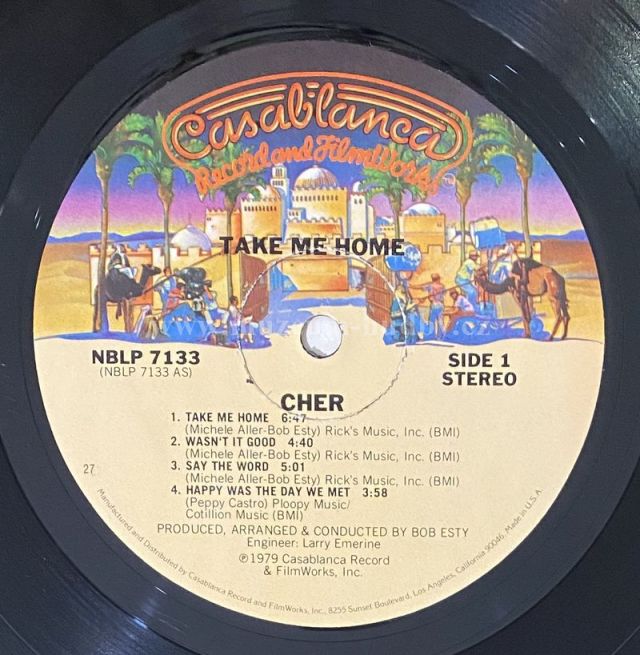 Casablanca
Record and FilmWorks
TAKE ME HOME
NBLP 7133
(NBLP 7133 AS)
SIDE 1
STEREO
CHER
1. TAKE ME HOME 6:47
(Michele Aller-Bob Esty) Rick's Music, Inc. (BMI)
2. WASN'T IT GOOD 4:40
(Michele Aller-Bob Esty) Rick's Music, Inc. (BMI)
3. SAY THE WORD 5:01
(Michele Aller-Bob Esty) Rick's Music, Inc. (BMI)
4. HAPPY WAS THE DAY WE MET 3:58
(Peppy Castro) Ploopy Music/
Cotillion Music (BMI)
27
PRODUCED, ARRANGED & CONDUCTED BY BOB ESTY
Engineer: Larry Emerine
℗1979 Casablanca Record
& FilmWorks, Inc.
Manufactured and Distributed by Casablanca Record and FilmWorks, Inc., 8255 Sunset Boulevard, Los Angeles, California 90046, Made in U.S.A.